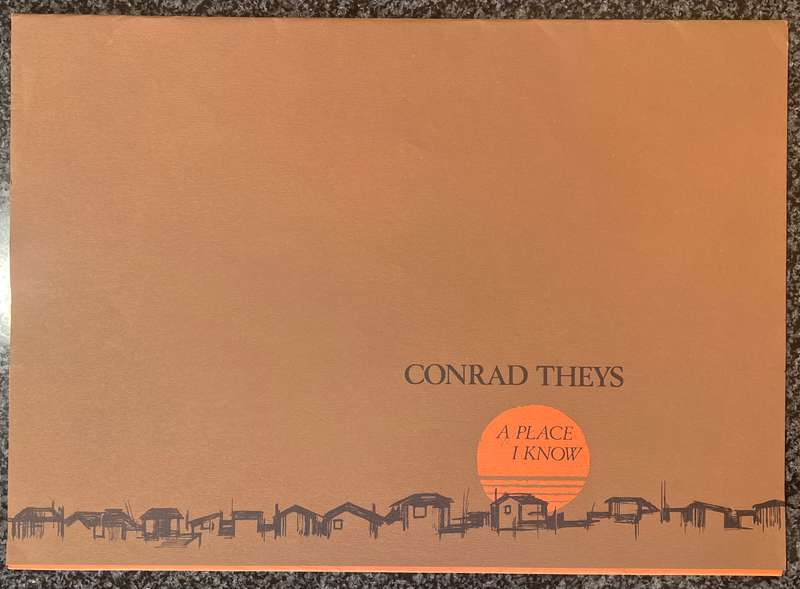 CONRAD THEYS
A PLACE
I KNOW